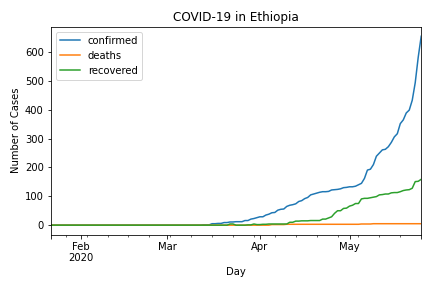 COVID-19 in Ethiopia
confirmed
deaths
recovered
Number of Cases
600
500
400
300
200
100
0
Feb
2020
Mar
Apr
May
Day